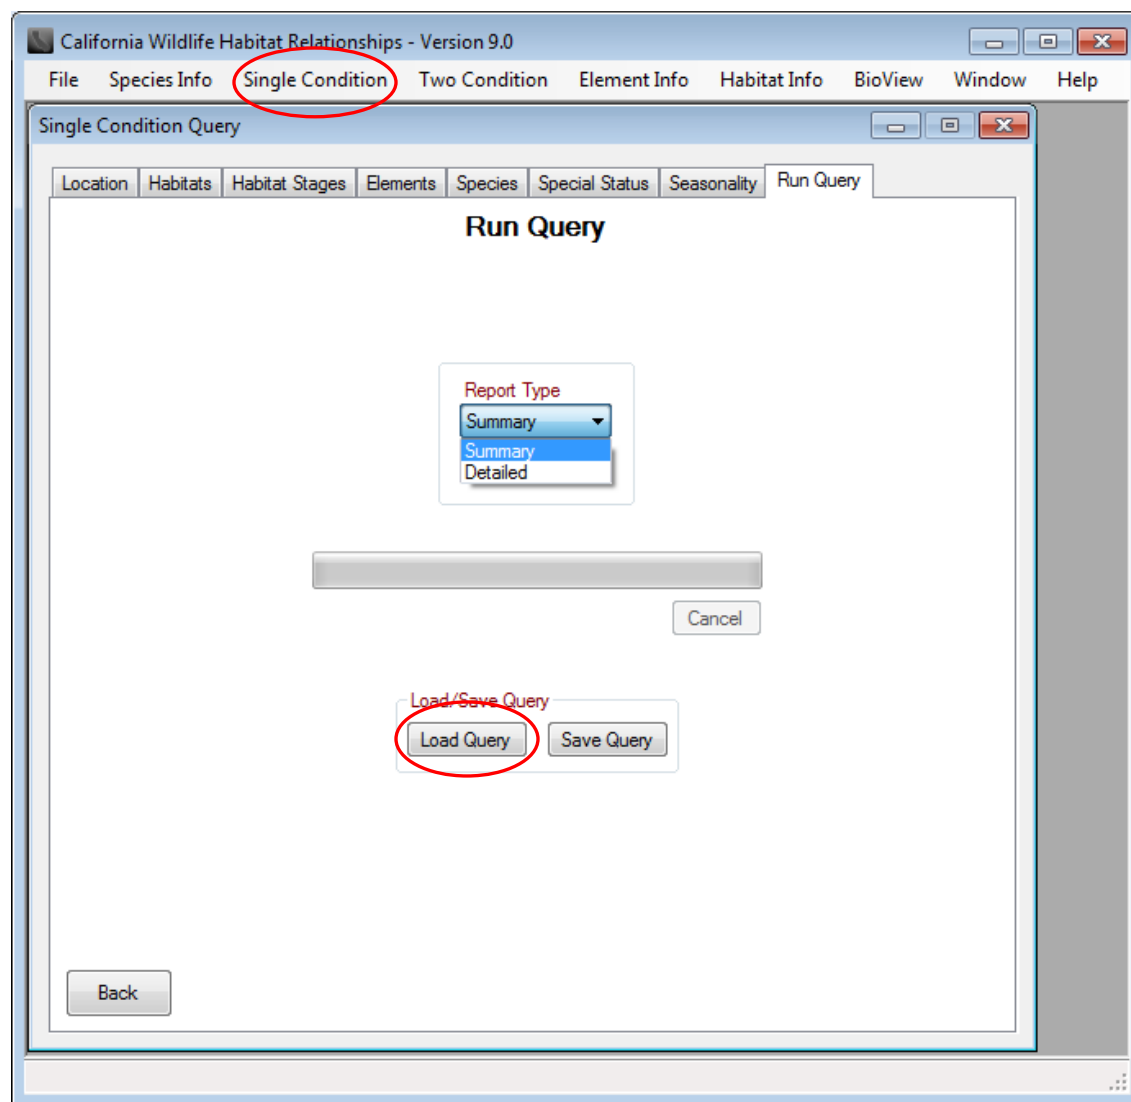 California Wildlife Habitat Relationships - Version 9.0
File Species Info Single Condition Two Condition Element Info Habitat Info BioView Window Help
Single Condition Query
Location Habitats Habitat Stages Elements Species Special Status Seasonality Run Query
Run Query
Report Type
Summary
Summary
Detailed
Cancel
Load/Save Query
Load Query Save Query
Back